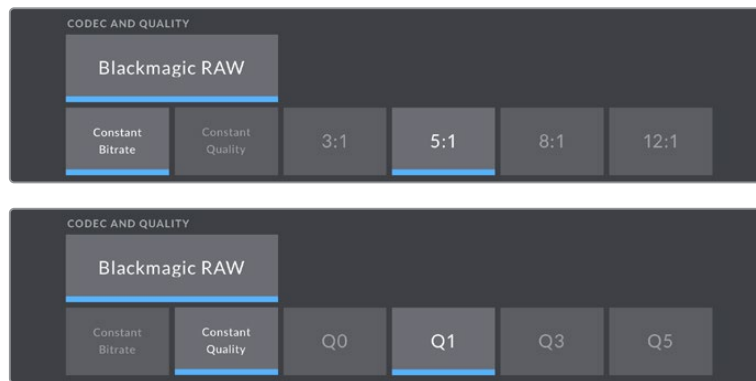 CODEC AND QUALITY
Blackmagic RAW
Constant Bitrate Constant Quality 3:1 5:1 8:1 12:1
CODEC AND QUALITY
Blackmagic RAW
Constant Bitrate Constant Quality Q0 Q1 Q3 Q5